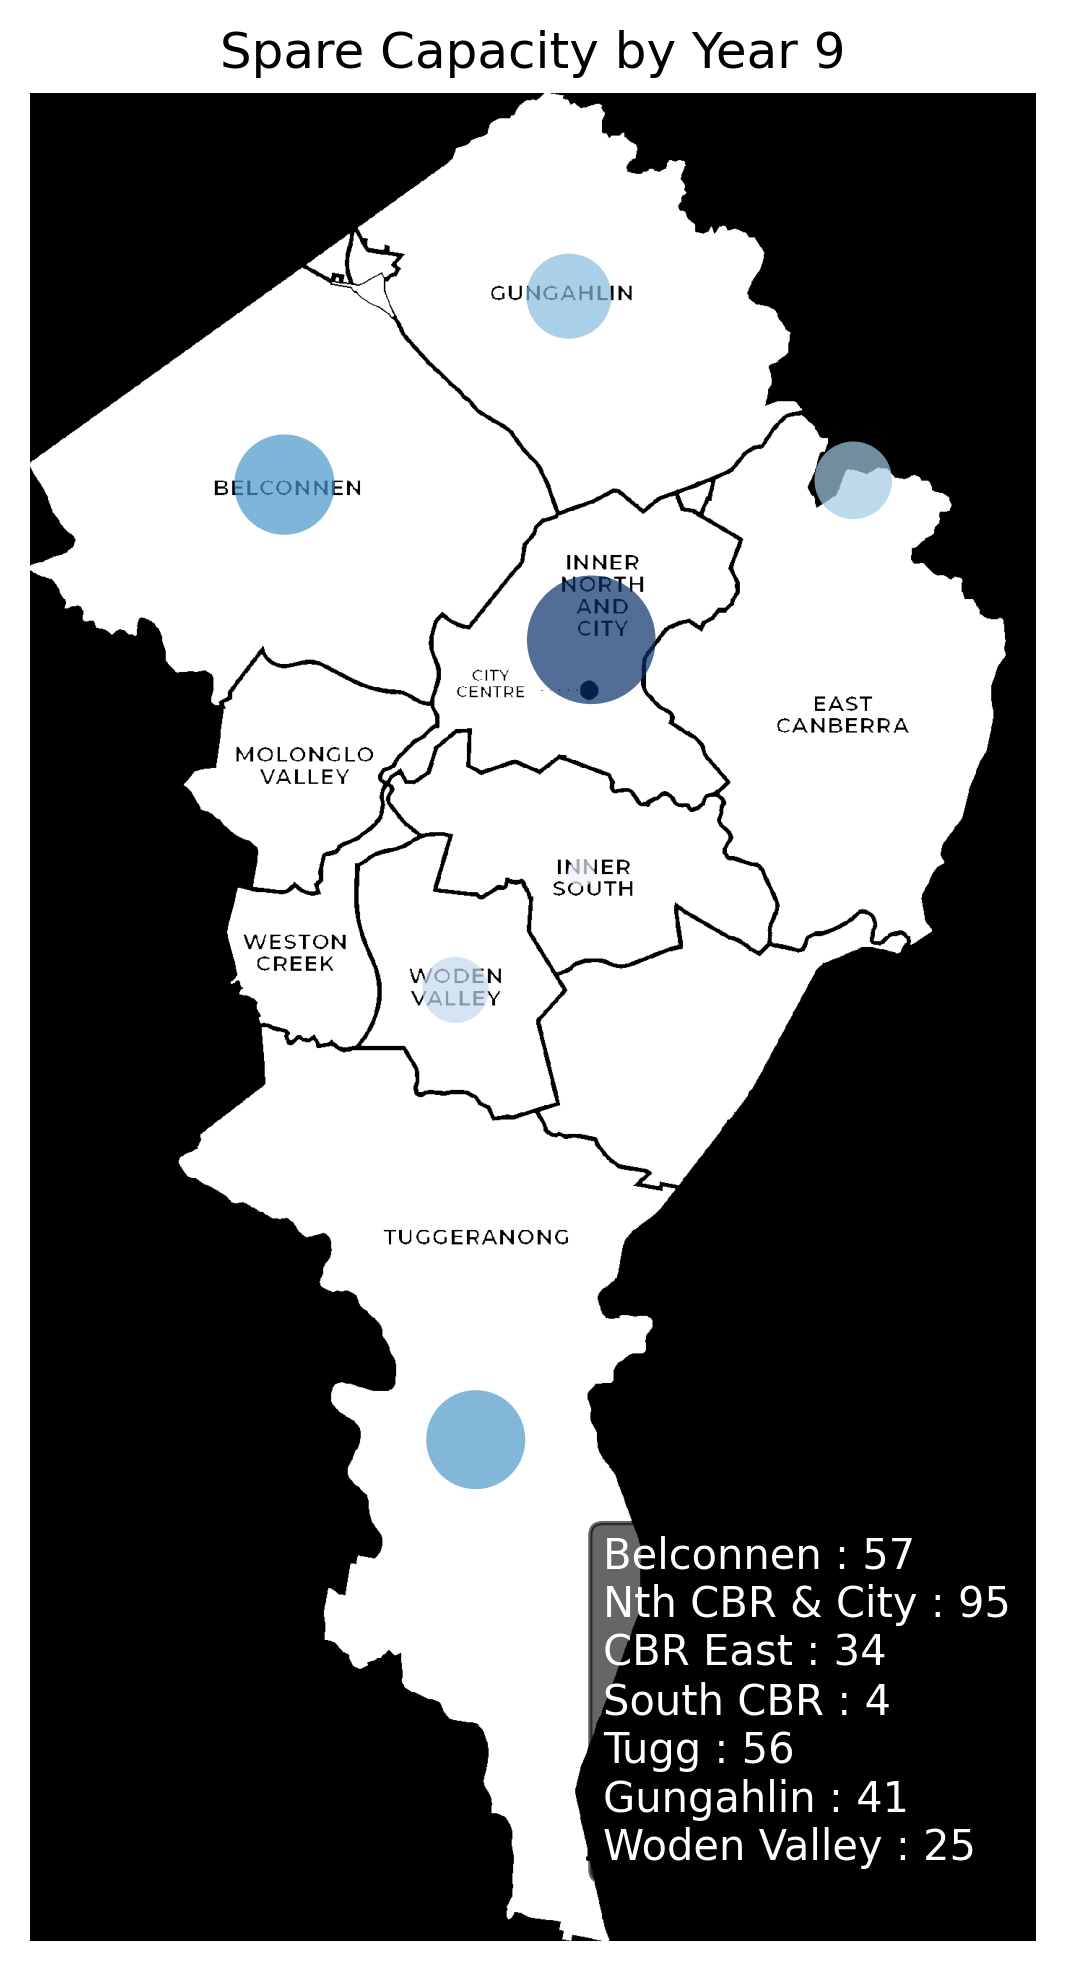 Spare Capacity by Year 9
GUNGAHLIN
BELCONNEN
INNER
NORTH
AND
CITY
CITY
CENTRE
EAST
CANBERRA
MOLONGLO
VALLEY
INNER
SOUTH
WESTON
CREEK
WODEN
VALLEY
TUGGERANONG
Belconnen : 57
Nth CBR & City : 95
CBR East : 34
South CBR : 4
Tugg : 56
Gungahlin : 41
Woden Valley : 25